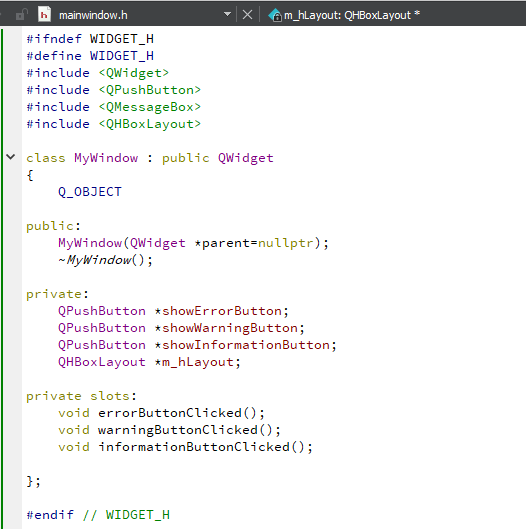 mainwindow.h m_hLayout: QHBoxLayout *
#ifndef WIDGET_H
#define WIDGET_H
#include <QWidget>
#include <QPushButton>
#include <QMessageBox>
#include <QHBoxLayout>
class MyWindow : public QWidget
{
    Q_OBJECT
public:
    MyWindow(QWidget *parent=nullptr);
    ~MyWindow();
private:
    QPushButton *showErrorButton;
    QPushButton *showWarningButton;
    QPushButton *showInformationButton;
    QHBoxLayout *m_hLayout;
private slots:
    void errorButtonClicked();
    void warningButtonClicked();
    void informationButtonClicked();
};
#endif // WIDGET_H